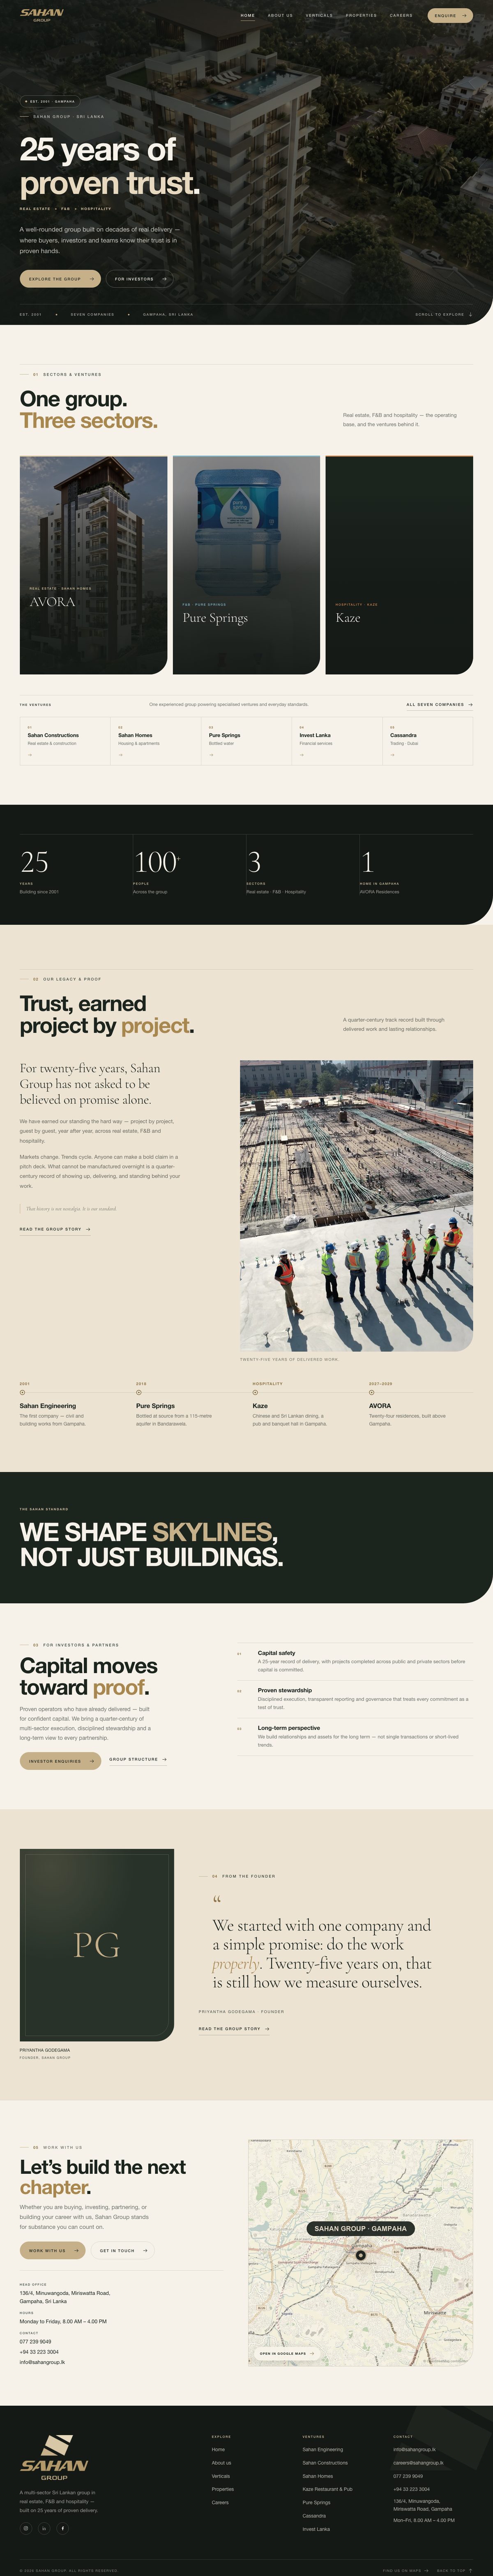 SAHAN
GROUP
HOME
ABOUT US
VERTICALS
PROPERTIES
CAREERS
ENQUIRE →
EST. 2001 · GAMPAHA
SAHAN GROUP · SRI LANKA
25 years of
proven trust.
REAL ESTATE
F&B
HOSPITALITY
A well-rounded group built on decades of real delivery —
where buyers, investors and teams know their trust is in
proven hands.
EXPLORE THE GROUP →
FOR INVESTORS →
EST. 2001
SEVEN COMPANIES
GAMPAHA, SRI LANKA
SCROLL TO EXPLORE ↓
01 SECTORS & VENTURES
One group.
Three sectors.
Real estate, F&B and hospitality — the operating
base, and the ventures behind it.
REAL ESTATE · SAHAN HOMES
AVORA
pure
springs
F&B · PURE SPRINGS
Pure Springs
HOSPITALITY · KAZE
Kaze
THE VENTURES
One experienced group powering specialised ventures and everyday standards.
ALL SEVEN COMPANIES →
01
Sahan Constructions
Real estate & construction
→
02
Sahan Homes
Housing & apartments
→
03
Pure Springs
Bottled water
→
04
Invest Lanka
Financial services
→
05
Cassandra
Trading · Dubai
→
25
YEARS
Building since 2001
100+
PEOPLE
Across the group
3
SECTORS
Real estate · F&B · Hospitality
1
HOME IN GAMPAHA
AVORA Residences
02 OUR LEGACY & PROOF
Trust, earned
project by project.
A quarter-century track record built through
delivered work and lasting relationships.
For twenty-five years, Sahan
Group has not asked to be
believed on promise alone.
We have earned our standing the hard way — project by project,
guest by guest, year after year, across real estate, F&B and
hospitality.
Markets change. Trends cycle. Anyone can make a bold claim in a
pitch deck. What cannot be manufactured overnight is a quarter-
century record of showing up, delivering, and standing behind your
work.
That history is not nostalgia. It is our standard.
READ THE GROUP STORY →
TWENTY-FIVE YEARS OF DELIVERED WORK.
2001
Sahan Engineering
The first company — civil and
building works from Gampaha.
2010
Pure Springs
Bottled at source from a 115-metre
aquifer in Bandarawela.
HOSPITALITY
Kaze
Chinese and Sri Lankan dining, a
pub and banquet hall in Gampaha.
2027–2028
AVORA
Twenty-four residences, built above
Gampaha.
THE SAHAN STANDARD
WE SHAPE SKYLINES,
NOT JUST BUILDINGS.
03 FOR INVESTORS & PARTNERS
Capital moves
toward proof.
Proven operators who have already delivered — built
for confident capital. We bring a quarter-century of
multi-sector execution, disciplined stewardship and a
long-term view to every partnership.
INVESTOR ENQUIRIES →
GROUP STRUCTURE →
01
Capital safety
A 25-year record of delivery, with projects completed across public and private sectors before
capital is committed.
02
Proven stewardship
Disciplined execution, transparent reporting and governance that treats every commitment as a
test of trust.
03
Long-term perspective
We build relationships and assets for the long term — not single transactions or short-lived
trends.
PG
PRIYANTHA GODEGAMA
FOUNDER, SAHAN GROUP
04 FROM THE FOUNDER
“
We started with one company and
a simple promise: do the work
properly. Twenty-five years on, that
is still how we measure ourselves.
PRIYANTHA GODEGAMA · FOUNDER
READ THE GROUP STORY →
05 WORK WITH US
Let’s build the next
chapter.
Whether you are buying, investing, partnering, or
building your career with us, Sahan Group stands
for substance you can count on.
WORK WITH US →
GET IN TOUCH →
HEAD OFFICE
136/4, Minuwangoda, Miriswatta Road,
Gampaha, Sri Lanka
HOURS
Monday to Friday, 8.00 AM – 4.00 PM
CONTACT
077 239 9049
+94 33 223 3004
info@sahangroup.lk
SAHAN GROUP · GAMPAHA
Miriswatta
OPEN IN GOOGLE MAPS →
SAHAN
GROUP
A multi-sector Sri Lankan group in
real estate, F&B and hospitality —
built on 25 years of proven delivery.
EXPLORE
Home
About us
Verticals
Properties
Careers
VENTURES
Sahan Engineering
Sahan Constructions
Sahan Homes
Kaze Restaurant & Pub
Pure Springs
Cassandra
Invest Lanka
CONTACT
info@sahangroup.lk
careers@sahangroup.lk
077 239 9049
+94 33 223 3004
136/4, Minuwangoda,
Miriswatta Road, Gampaha
Mon–Fri, 8.00 AM – 4.00 PM
© 2026 SAHAN GROUP. ALL RIGHTS RESERVED.
FIND US ON MAPS →
BACK TO TOP ↑